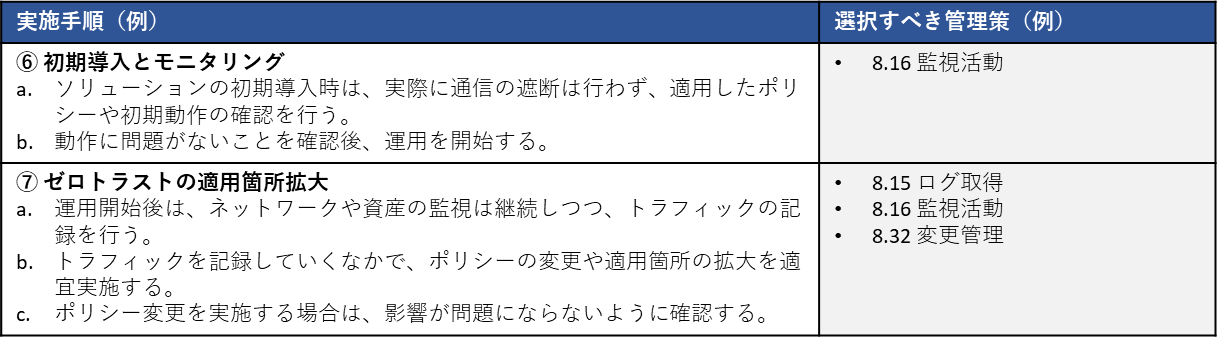 実施手順（例）
選択すべき管理策（例）
⑥ 初期導入とモニタリング
a. ソリューションの初期導入時は、実際に通信の遮断は行わず、適用したポリ
シーや初期動作の確認を行う。
b. 動作に問題がないことを確認後、運用を開始する。
• 8.16 監視活動
⑦ ゼロトラストの適用箇所拡大
a. 運用開始後は、ネットワークや資産の監視は継続しつつ、トラフィックの記
録を行う。
b. トラフィックを記録していくなかで、ポリシーの変更や適用箇所の拡大を適
宜実施する。
c. ポリシー変更を実施する場合は、影響が問題にならないように確認する。
• 8.15 ログ取得
• 8.16 監視活動
• 8.32 変更管理